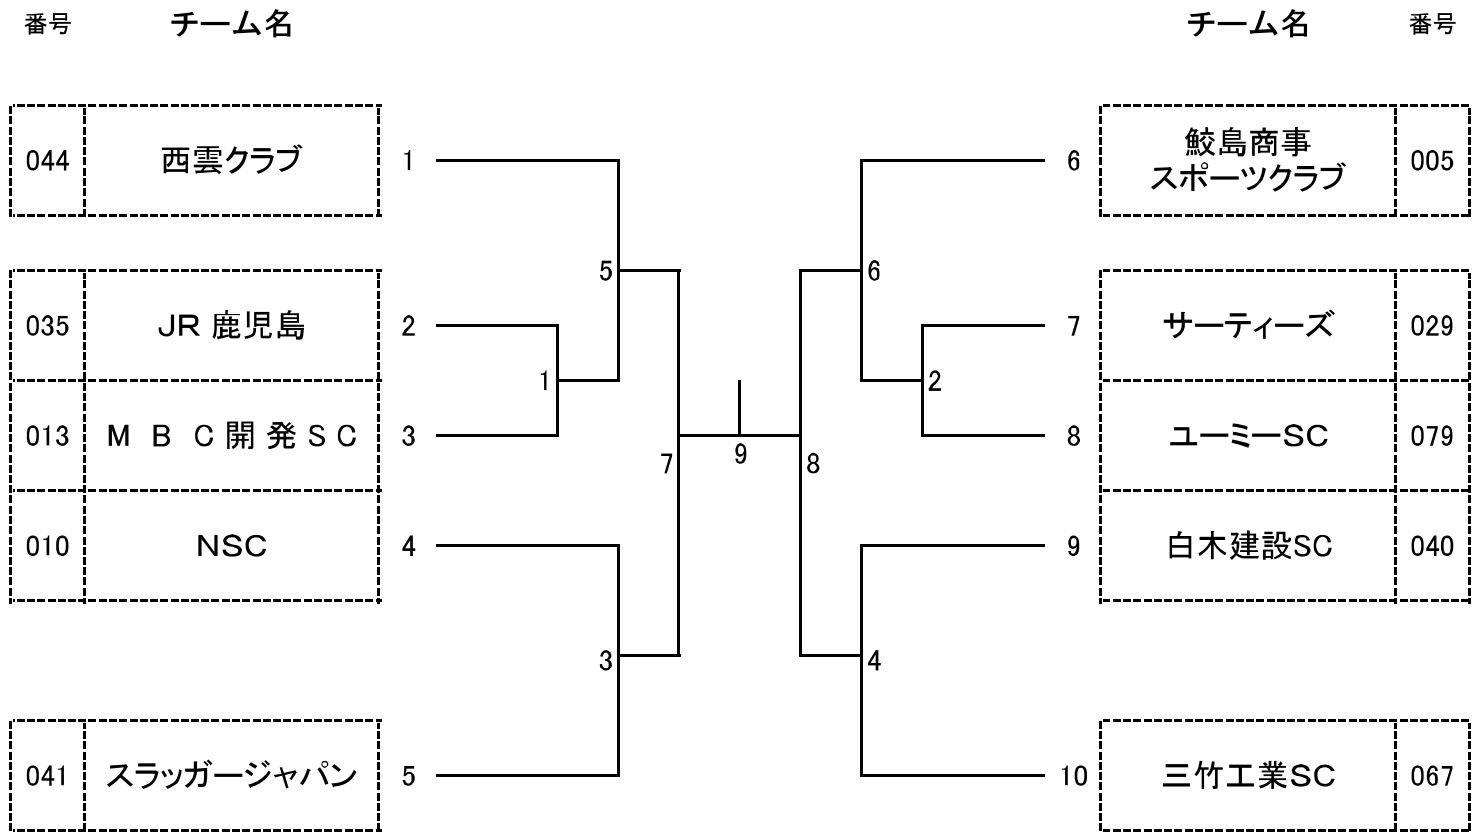 番号 チーム名 チーム名 番号
044 西雲クラブ 1 6 鮫島商事 005
スポーツクラブ
5 6
035 JR 鹿児島 2 7 サーティーズ 029
1 2
013 M B C 開 発 S C 3 8 ユーミーSC 079
7 9 8
010 NSC 4 9 白木建設SC 040
3 4
041 スラッガージャパン 5 10 三竹工業SC 067